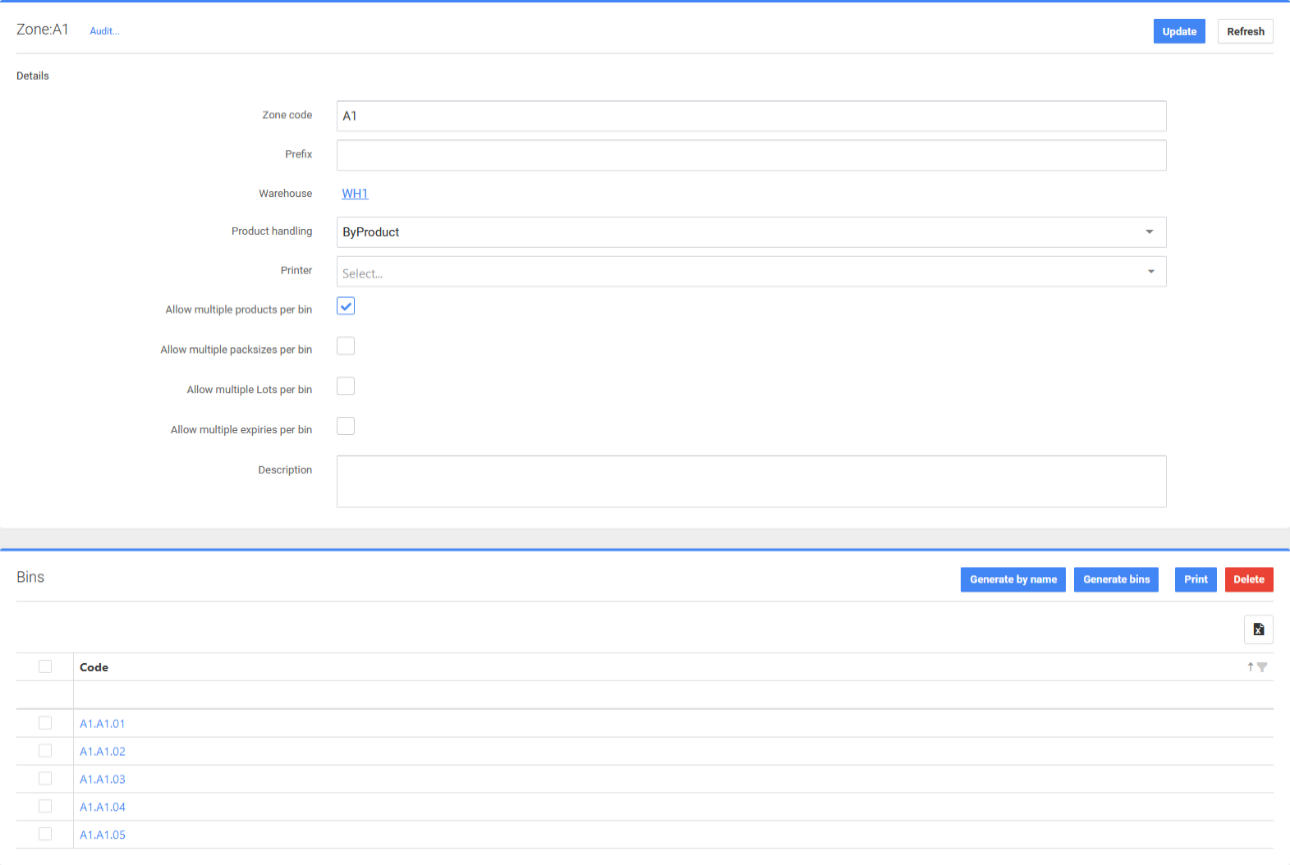 Zone:A1 Audit... Update Refresh
Details
Zone code A1
Prefix
Warehouse WH1
Product handling ByProduct
Printer Select...
Allow multiple products per bin
Allow multiple packsizes per bin
Allow multiple Lots per bin
Allow multiple expiries per bin
Description
Bins Generate by name Generate bins Print Delete
Code
A1.A1.01
A1.A1.02
A1.A1.03
A1.A1.04
A1.A1.05